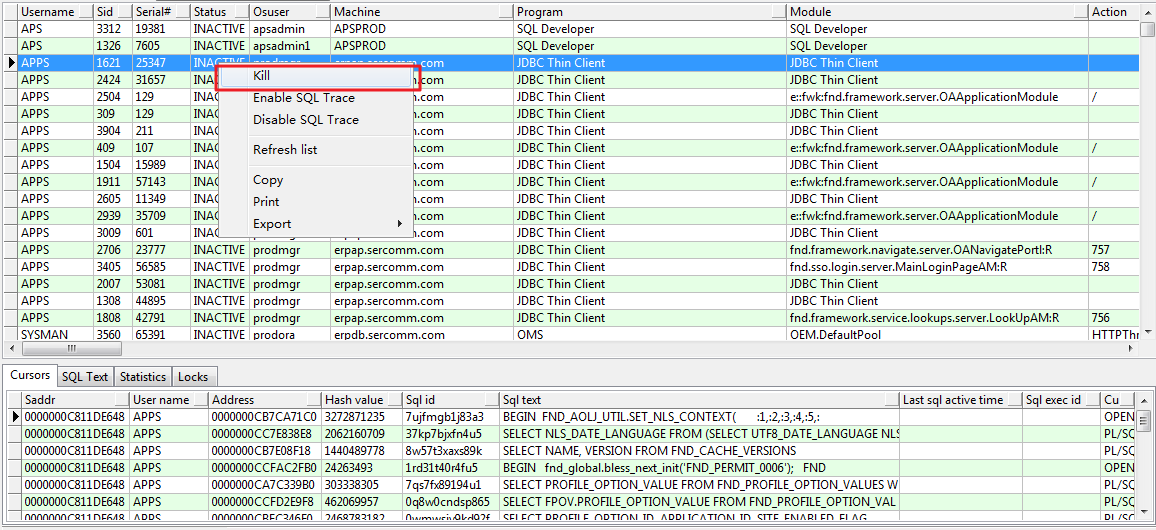 Username Sid Serial# Status Osuser Machine Program Module Action
APS 3312 19381 INACTIVE apsadmin APSPROD SQL Developer SQL Developer
APS 1326 7605 INACTIVE apsadmin1 APSPROD SQL Developer SQL Developer
APPS 1621 25347 JDBC Thin Client JDBC Thin Client
Kill
APPS 2424 31657 JDBC Thin Client JDBC Thin Client
Enable SQL Trace
APPS 2504 129 INAC p.sercomm.com JDBC Thin Client e::fwk:fnd.framework.server.OAApplicationModule /
APPS 309 129 INAC p.sercomm.com JDBC Thin Client JDBC Thin Client
Disable SQL Trace
APPS 3904 211 INAC p.sercomm.com JDBC Thin Client JDBC Thin Client
APPS 409 107 INAC p.sercomm.com JDBC Thin Client e::fwk:fnd.framework.server.OAApplicationModule /
Refresh list
APPS 1504 15989 INAC p.sercomm.com JDBC Thin Client JDBC Thin Client
APPS 1911 57143 INAC p.sercomm.com JDBC Thin Client e::fwk:fnd.framework.server.OAApplicationModule /
Copy
APPS 2605 11349 INAC p.sercomm.com JDBC Thin Client JDBC Thin Client
Print
APPS 2939 35709 INAC p.sercomm.com JDBC Thin Client e::fwk:fnd.framework.server.OAApplicationModule /
Export
APPS 3009 601 INAC p.sercomm.com JDBC Thin Client JDBC Thin Client
APPS 2706 23777 INACTIVE prodmgr erpap.sercomm.com JDBC Thin Client fnd.framework.navigate.server.OANavigatePortl:R 757
APPS 3405 56585 INACTIVE prodmgr erpap.sercomm.com JDBC Thin Client fnd.sso.login.server.MainLoginPageAM:R 758
APPS 2007 53081 INACTIVE prodmgr erpap.sercomm.com JDBC Thin Client JDBC Thin Client
APPS 1308 44895 INACTIVE prodmgr erpap.sercomm.com JDBC Thin Client JDBC Thin Client
APPS 1808 42791 INACTIVE prodmgr erpap.sercomm.com JDBC Thin Client fnd.framework.service.lookups.server.LookUpAM:R 756
SYSMAN 3560 65391 INACTIVE prodora erpdb.sercomm.com OMS OEM.DefaultPool HTTPThr
Cursors SQL Text Statistics Locks
Saddr User name Address Hash value Sql id Sql text Last sql active time Sql exec id Cu
0000000C811DE648 APPS 0000000CB7CA71C0 3272871235 7ujfmgb1j83a3 BEGIN FND_AOLJ_UTIL.SET_NLS_CONTEXT( :1,:2,:3,:4,:5,: OPEN
0000000C811DE648 APPS 0000000CC7E838E8 2062160709 37kp7bjxfn4u5 SELECT NLS_DATE_LANGUAGE FROM (SELECT UTF8_DATE_LANGUAGE NLS PL/SQ
0000000C811DE648 APPS 0000000CB7E08F18 1440489778 8w57t3xaxs89k SELECT NAME, VERSION FROM FND_CACHE_VERSIONS PL/SQ
0000000C811DE648 APPS 0000000CCFAC2FB0 24263493 1rd31t40r4fu5 BEGIN fnd_global.bless_next_init('FND_PERMIT_0006'); FND OPEN
0000000C811DE648 APPS 0000000CA7C339B0 303338305 7qs7fx89194u1 SELECT PROFILE_OPTION_VALUE FROM FND_PROFILE_OPTION_VALUES W PL/SQ
0000000C811DE648 APPS 0000000CCFD2E9F8 462069957 0q8w0cndsp865 SELECT FPOV.PROFILE_OPTION_VALUE FROM FND_PROFILE_OPTION_VAL PL/SQ
0000000C811DE648 APPS 0000000CBFC346F0 2468783182 0wmwsjv9kd92f SELECT PROFILE_OPTION_ID, APPLICATION_ID, SITE_ENABLED_FLAG PL/SQ